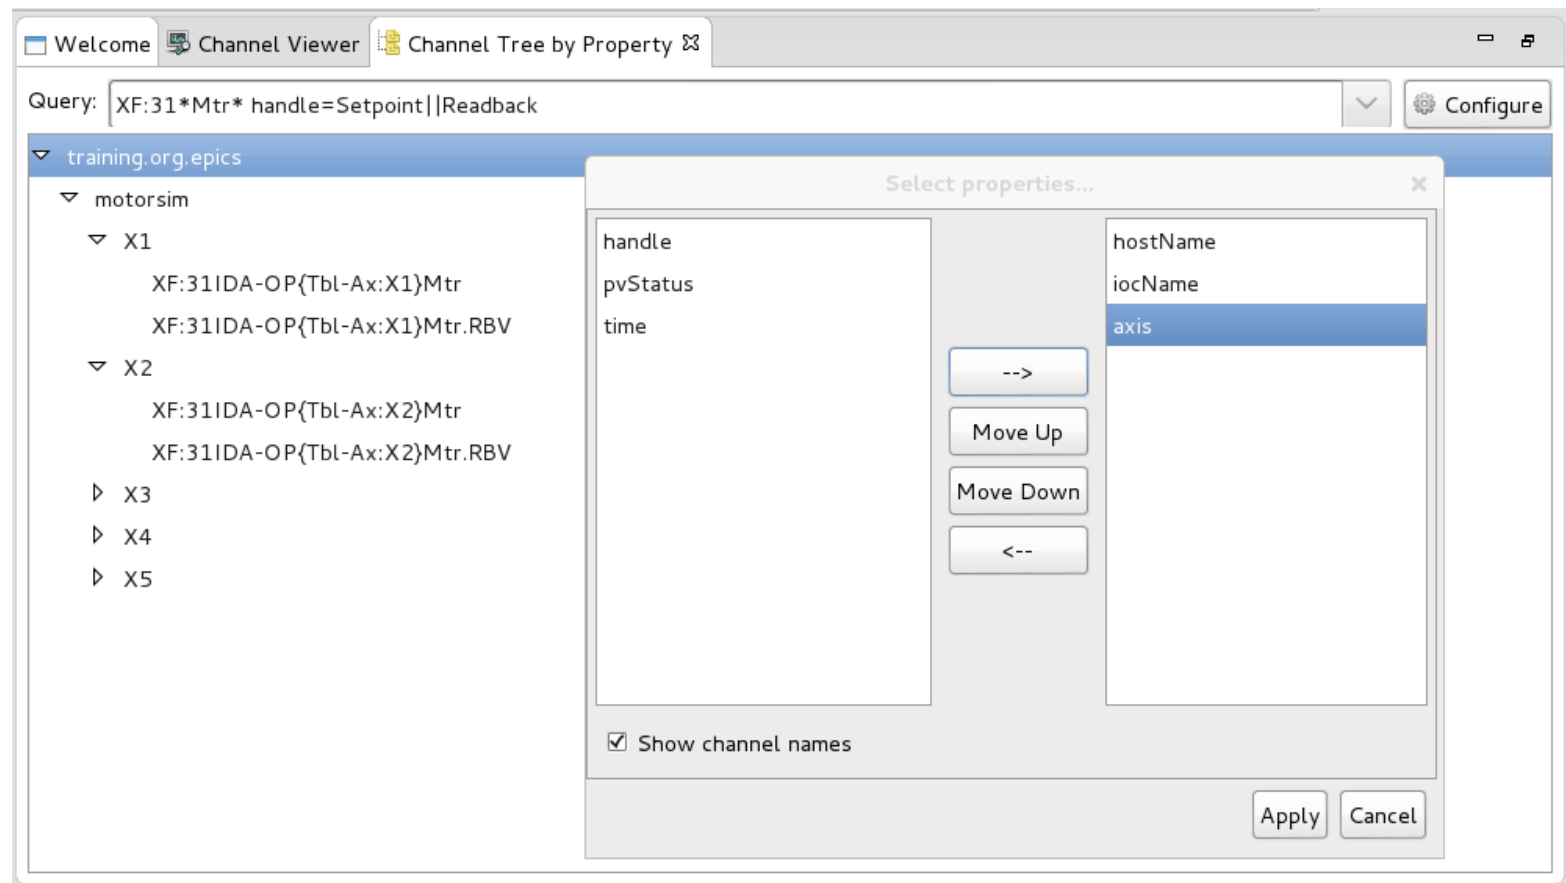 Welcome Channel Viewer Channel Tree by Property
Query: XF:31*Mtr* handle=Setpoint||Readback Configure
training.org.epics
motorsim
X1
XF:31IDA-OP{Tbl-Ax:X1}Mtr
XF:31IDA-OP{Tbl-Ax:X1}Mtr.RBV
X2
XF:31IDA-OP{Tbl-Ax:X2}Mtr
XF:31IDA-OP{Tbl-Ax:X2}Mtr.RBV
X3
X4
X5
Select properties...
handle
pvStatus
time
-->
Move Up
Move Down
<--
hostName
iocName
axis
Show channel names
Apply Cancel